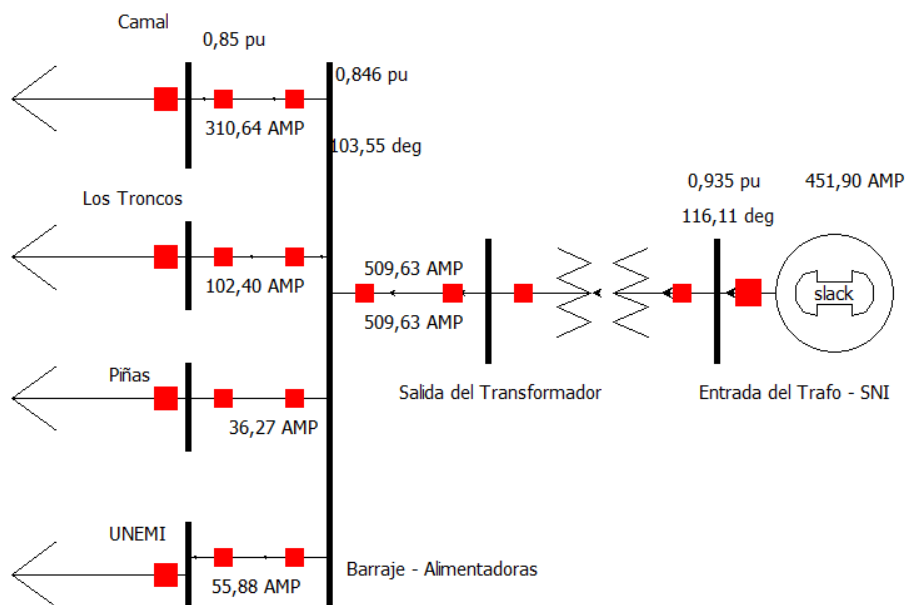 Camal
0,85 pu
0,846 pu
310,64 AMP
103,55 deg
Los Troncos
0,935 pu
451,90 AMP
116,11 deg
102,40 AMP
509,63 AMP
slack
509,63 AMP
Piñas
Salida del Transformador
Entrada del Trafo - SNI
36,27 AMP
UNEMI
Barraje - Alimentadoras
55,88 AMP